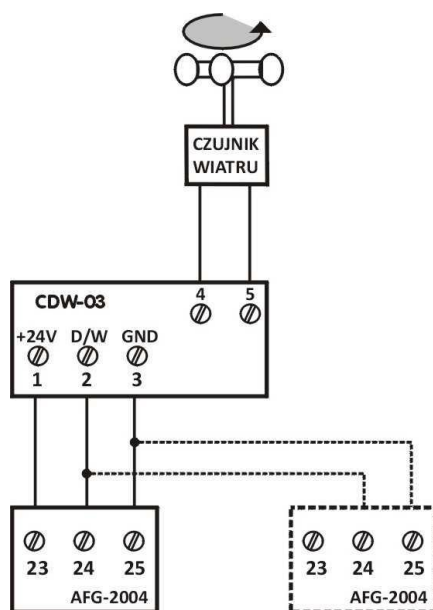 CZUJNIK
WIATRU
CDW-03
4 5
+24V D/W GND
1 2 3
23 24 25
AFG-2004
23 24 25
AFG-2004